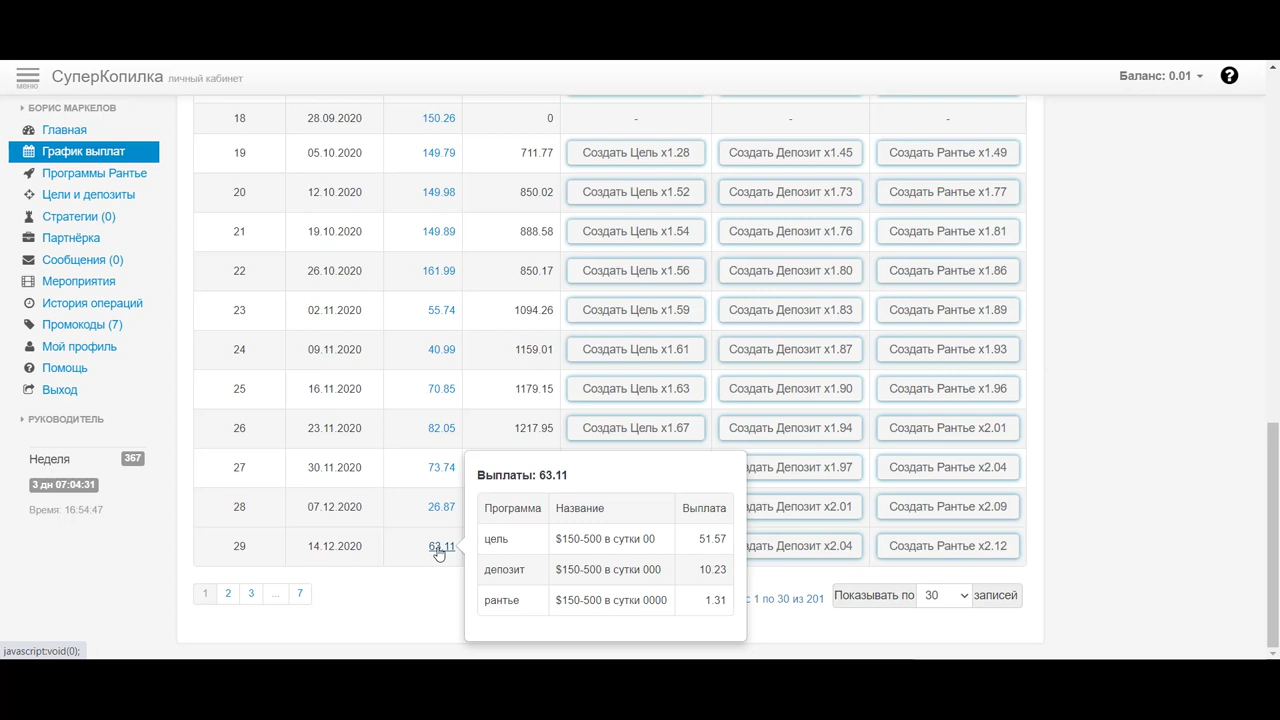 СуперКопилка личный кабинет
Баланс: 0.01
меню
БОРИС МАРКЕЛОВ
Главная
График выплат
Программы Рантье
Цели и депозиты
Стратегии (0)
Партнёрка
Сообщения (0)
Мероприятия
История операций
Промокоды (7)
Мой профиль
Помощь
Выход
РУКОВОДИТЕЛЬ
Неделя 367
3 дн 07:04:31
Время: 16:54:47
18 28.09.2020 150.26 0 - - -
19 05.10.2020 149.79 711.77 Создать Цель x1.28 Создать Депозит x1.45 Создать Рантье x1.49
20 12.10.2020 149.98 850.02 Создать Цель x1.52 Создать Депозит x1.73 Создать Рантье x1.77
21 19.10.2020 149.89 888.58 Создать Цель x1.54 Создать Депозит x1.76 Создать Рантье x1.81
22 26.10.2020 161.99 850.17 Создать Цель x1.56 Создать Депозит x1.80 Создать Рантье x1.86
23 02.11.2020 55.74 1094.26 Создать Цель x1.59 Создать Депозит x1.83 Создать Рантье x1.89
24 09.11.2020 40.99 1159.01 Создать Цель x1.61 Создать Депозит x1.87 Создать Рантье x1.93
25 16.11.2020 70.85 1179.15 Создать Цель x1.63 Создать Депозит x1.90 Создать Рантье x1.96
26 23.11.2020 82.05 1217.95 Создать Цель x1.67 Создать Депозит x1.94 Создать Рантье x2.01
27 30.11.2020 73.74 здать Депозит x1.97 Создать Рантье x2.04
28 07.12.2020 26.87 здать Депозит x2.01 Создать Рантье x2.09
29 14.12.2020 63.11 здать Депозит x2.04 Создать Рантье x2.12
Выплаты: 63.11
Программа Название Выплата
цель $150-500 в сутки 00 51.57
депозит $150-500 в сутки 000 10.23
рантье $150-500 в сутки 0000 1.31
1 2 3 ... 7
с 1 по 30 из 201 Показывать по 30 записей
javascript:void(0);